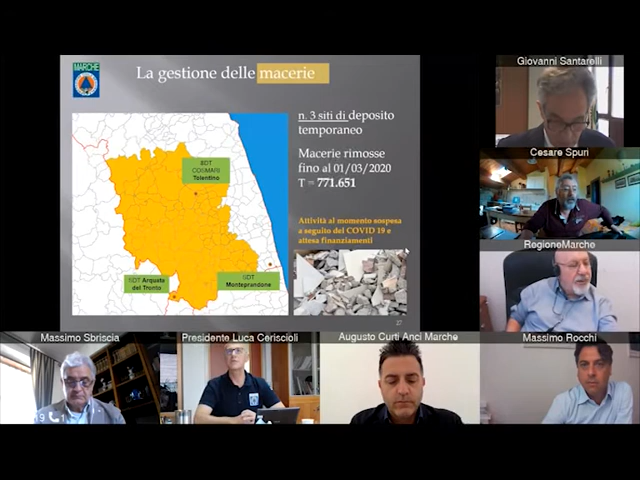 Giovanni Santarelli
MARCHE
La gestione delle macerie
n. 3 siti di deposito
temporaneo
Macerie rimosse
fino al 01/03/2020
T = 771.651
Attività al momento sospesa
a seguito del COVID 19 e
attesa finanziamenti
SDT
COSMARI
Tolentino
SDT Arquata
del Tronto
SDT
Monteprandone
27
Cesare Spuri
RegioneMarche
Massimo Sbriscia
Presidente Luca Ceriscioli
Augusto Curti Anci Marche
Massimo Rocchi